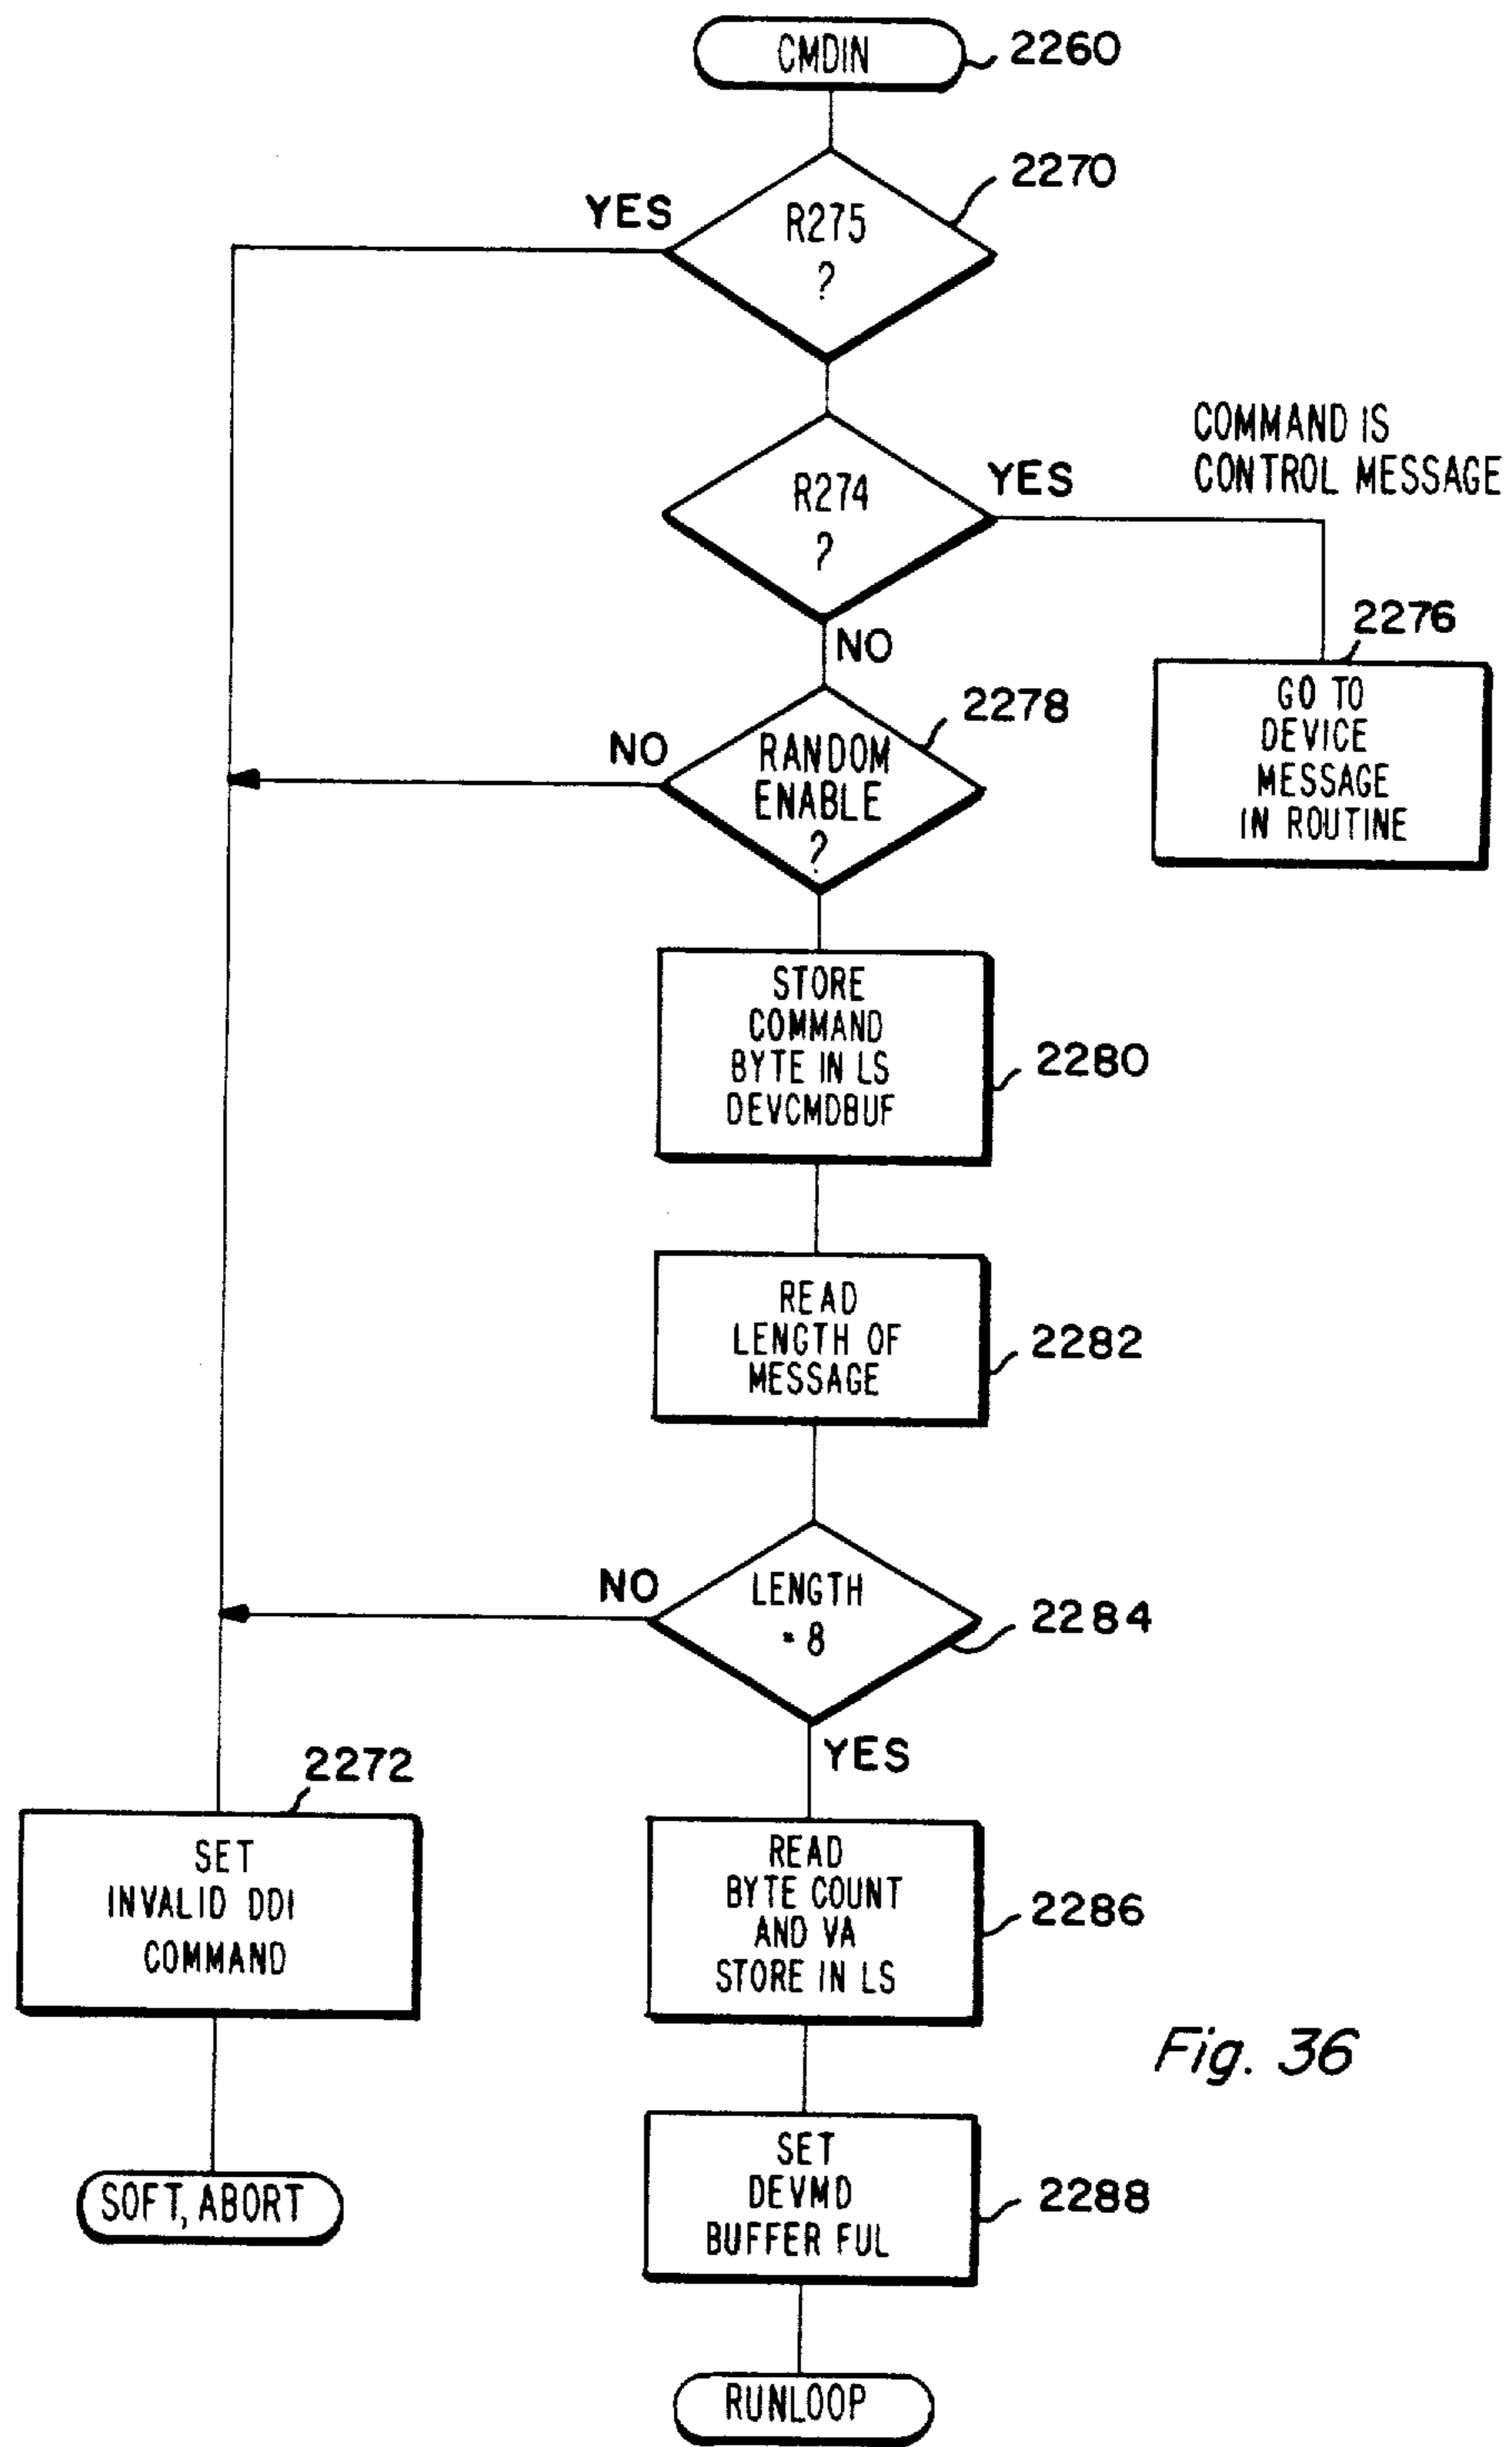 CMDIN
2260
2270
YES
R275
?
COMMAND IS
CONTROL MESSAGE
R274
?
YES
NO
2276
GO TO
DEVICE
MESSAGE
IN ROUTINE
2278
NO
RANDOM
ENABLE
?
STORE
COMMAND
BYTE IN LS
DEVCMDBUF
2280
READ
LENGTH OF
MESSAGE
2282
NO
LENGTH
= 8
2284
YES
2272
SET
INVALID DDI
COMMAND
READ
BYTE COUNT
AND VA
STORE IN LS
2286
Fig. 36
SET
DEVMD
BUFFER FUL
2288
SOFT, ABORT
RUNLOOP